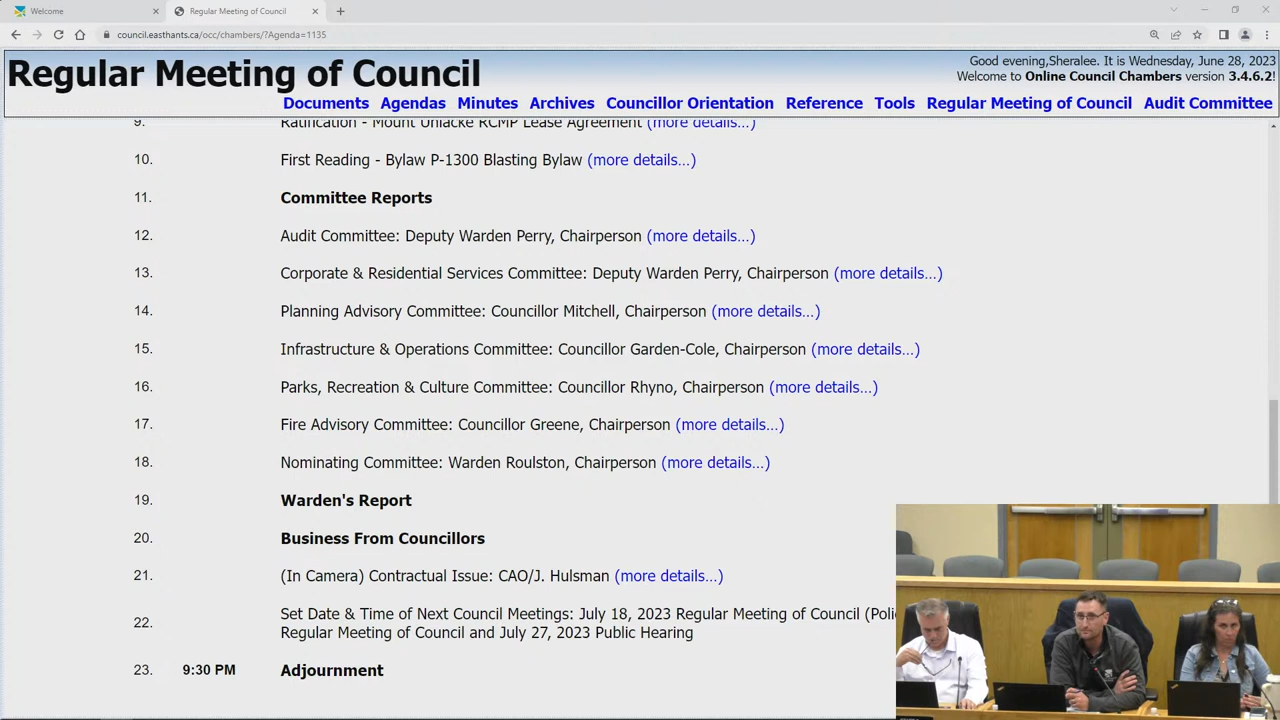 Welcome
Regular Meeting of Council
council.easthants.ca/occ/chambers/?Agenda=1135
Regular Meeting of Council
Good evening,Sheralee. It is Wednesday, June 28, 2023
Welcome to Online Council Chambers version 3.4.6.2!
Documents Agendas Minutes Archives Councillor Orientation Reference Tools Regular Meeting of Council Audit Committee
9. Ratification - Mount Uniacke RCMP Lease Agreement (more details...)
10. First Reading - Bylaw P-1300 Blasting Bylaw (more details...)
11. Committee Reports
12. Audit Committee: Deputy Warden Perry, Chairperson (more details...)
13. Corporate & Residential Services Committee: Deputy Warden Perry, Chairperson (more details...)
14. Planning Advisory Committee: Councillor Mitchell, Chairperson (more details...)
15. Infrastructure & Operations Committee: Councillor Garden-Cole, Chairperson (more details...)
16. Parks, Recreation & Culture Committee: Councillor Rhyno, Chairperson (more details...)
17. Fire Advisory Committee: Councillor Greene, Chairperson (more details...)
18. Nominating Committee: Warden Roulston, Chairperson (more details...)
19. Warden's Report
20. Business From Councillors
21. (In Camera) Contractual Issue: CAO/J. Hulsman (more details...)
22. Set Date & Time of Next Council Meetings: July 18, 2023 Regular Meeting of Council (Poli
Regular Meeting of Council and July 27, 2023 Public Hearing
23. 9:30 PM Adjournment